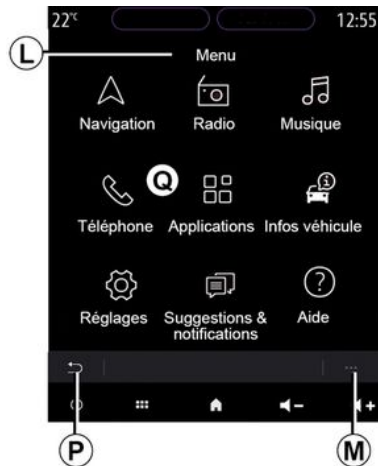 22°C 12:55
L
Menu
Navigation Radio Musique
Q
Téléphone Applications Infos véhicule
Réglages Suggestions & notifications Aide
P M